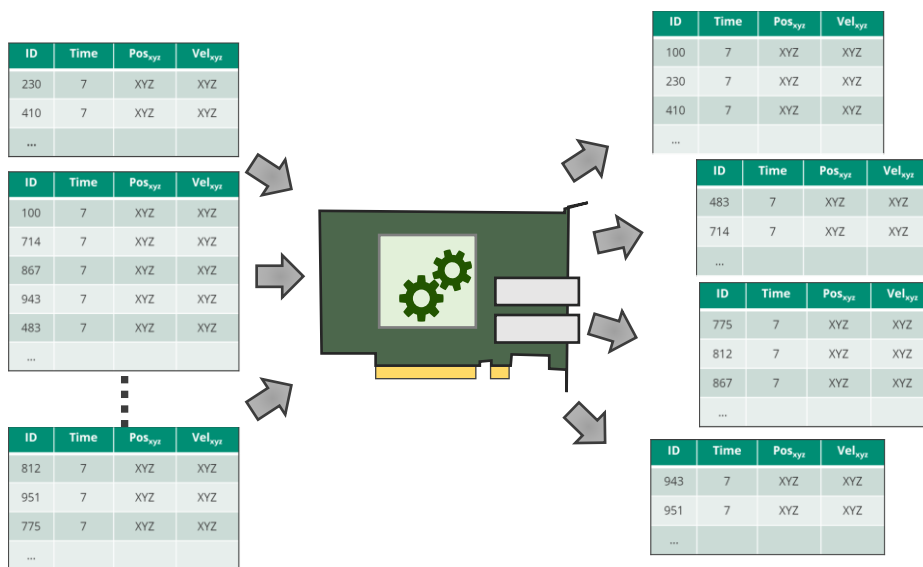 ID Time Posxyz Velxyz
230 7 XYZ XYZ
410 7 XYZ XYZ
...
ID Time Posxyz Velxyz
100 7 XYZ XYZ
714 7 XYZ XYZ
867 7 XYZ XYZ
943 7 XYZ XYZ
483 7 XYZ XYZ
...
ID Time Posxyz Velxyz
812 7 XYZ XYZ
951 7 XYZ XYZ
775 7 XYZ XYZ
...
ID Time Posxyz Velxyz
100 7 XYZ XYZ
230 7 XYZ XYZ
410 7 XYZ XYZ
...
ID Time Posxyz Velxyz
483 7 XYZ XYZ
714 7 XYZ XYZ
...
ID Time Posxyz Velxyz
775 7 XYZ XYZ
812 7 XYZ XYZ
867 7 XYZ XYZ
...
ID Time Posxyz Velxyz
943 7 XYZ XYZ
951 7 XYZ XYZ
...